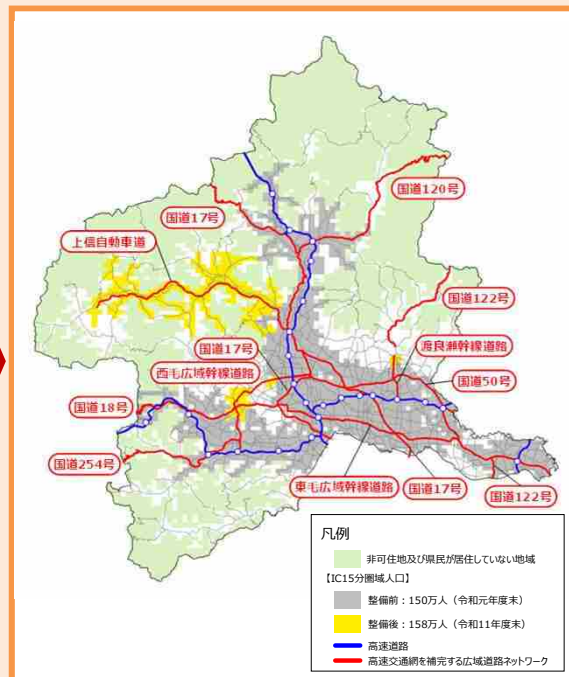 国道120号
国道17号
上信自動車道
国道122号
渡良瀬幹線道路
国道17号
西毛広域幹線道路
国道50号
国道18号
国道254号
東毛広域幹線道路
国道17号
国道122号
凡例
非可住地及び県民が居住していない地域
【IC15分圏域人口】
整備前：150万人（令和元年度末）
整備後：158万人（令和11年度末）
高速道路
高速交通網を補完する広域道路ネットワーク